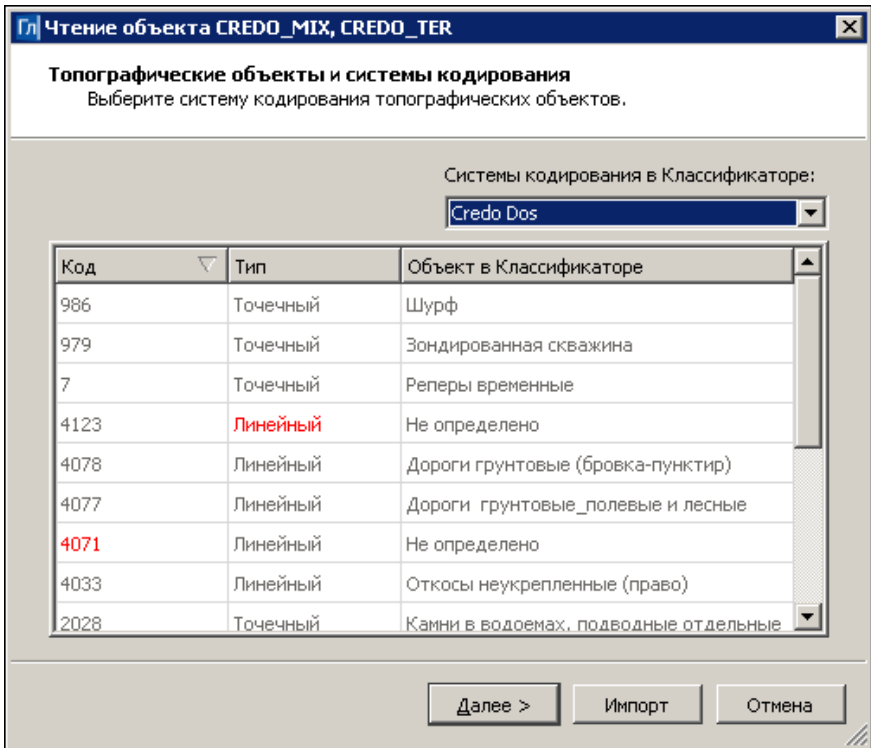 Гл Чтение объекта CREDO_MIX, CREDO_TER
Топографические объекты и системы кодирования
Выберите систему кодирования топографических объектов.
Системы кодирования в Классификаторе:
Credo Dos
Код Тип Объект в Классификаторе
986 Точечный Шурф
979 Точечный Зондированная скважина
7 Точечный Реперы временные
4123 Линейный Не определено
4078 Линейный Дороги грунтовые (бровка-пунктир)
4077 Линейный Дороги грунтовые_полевые и лесные
4071 Линейный Не определено
4033 Линейный Откосы неукрепленные (право)
2028 Точечный Камни в водоемах, подводные отдельные
Далее > Импорт Отмена